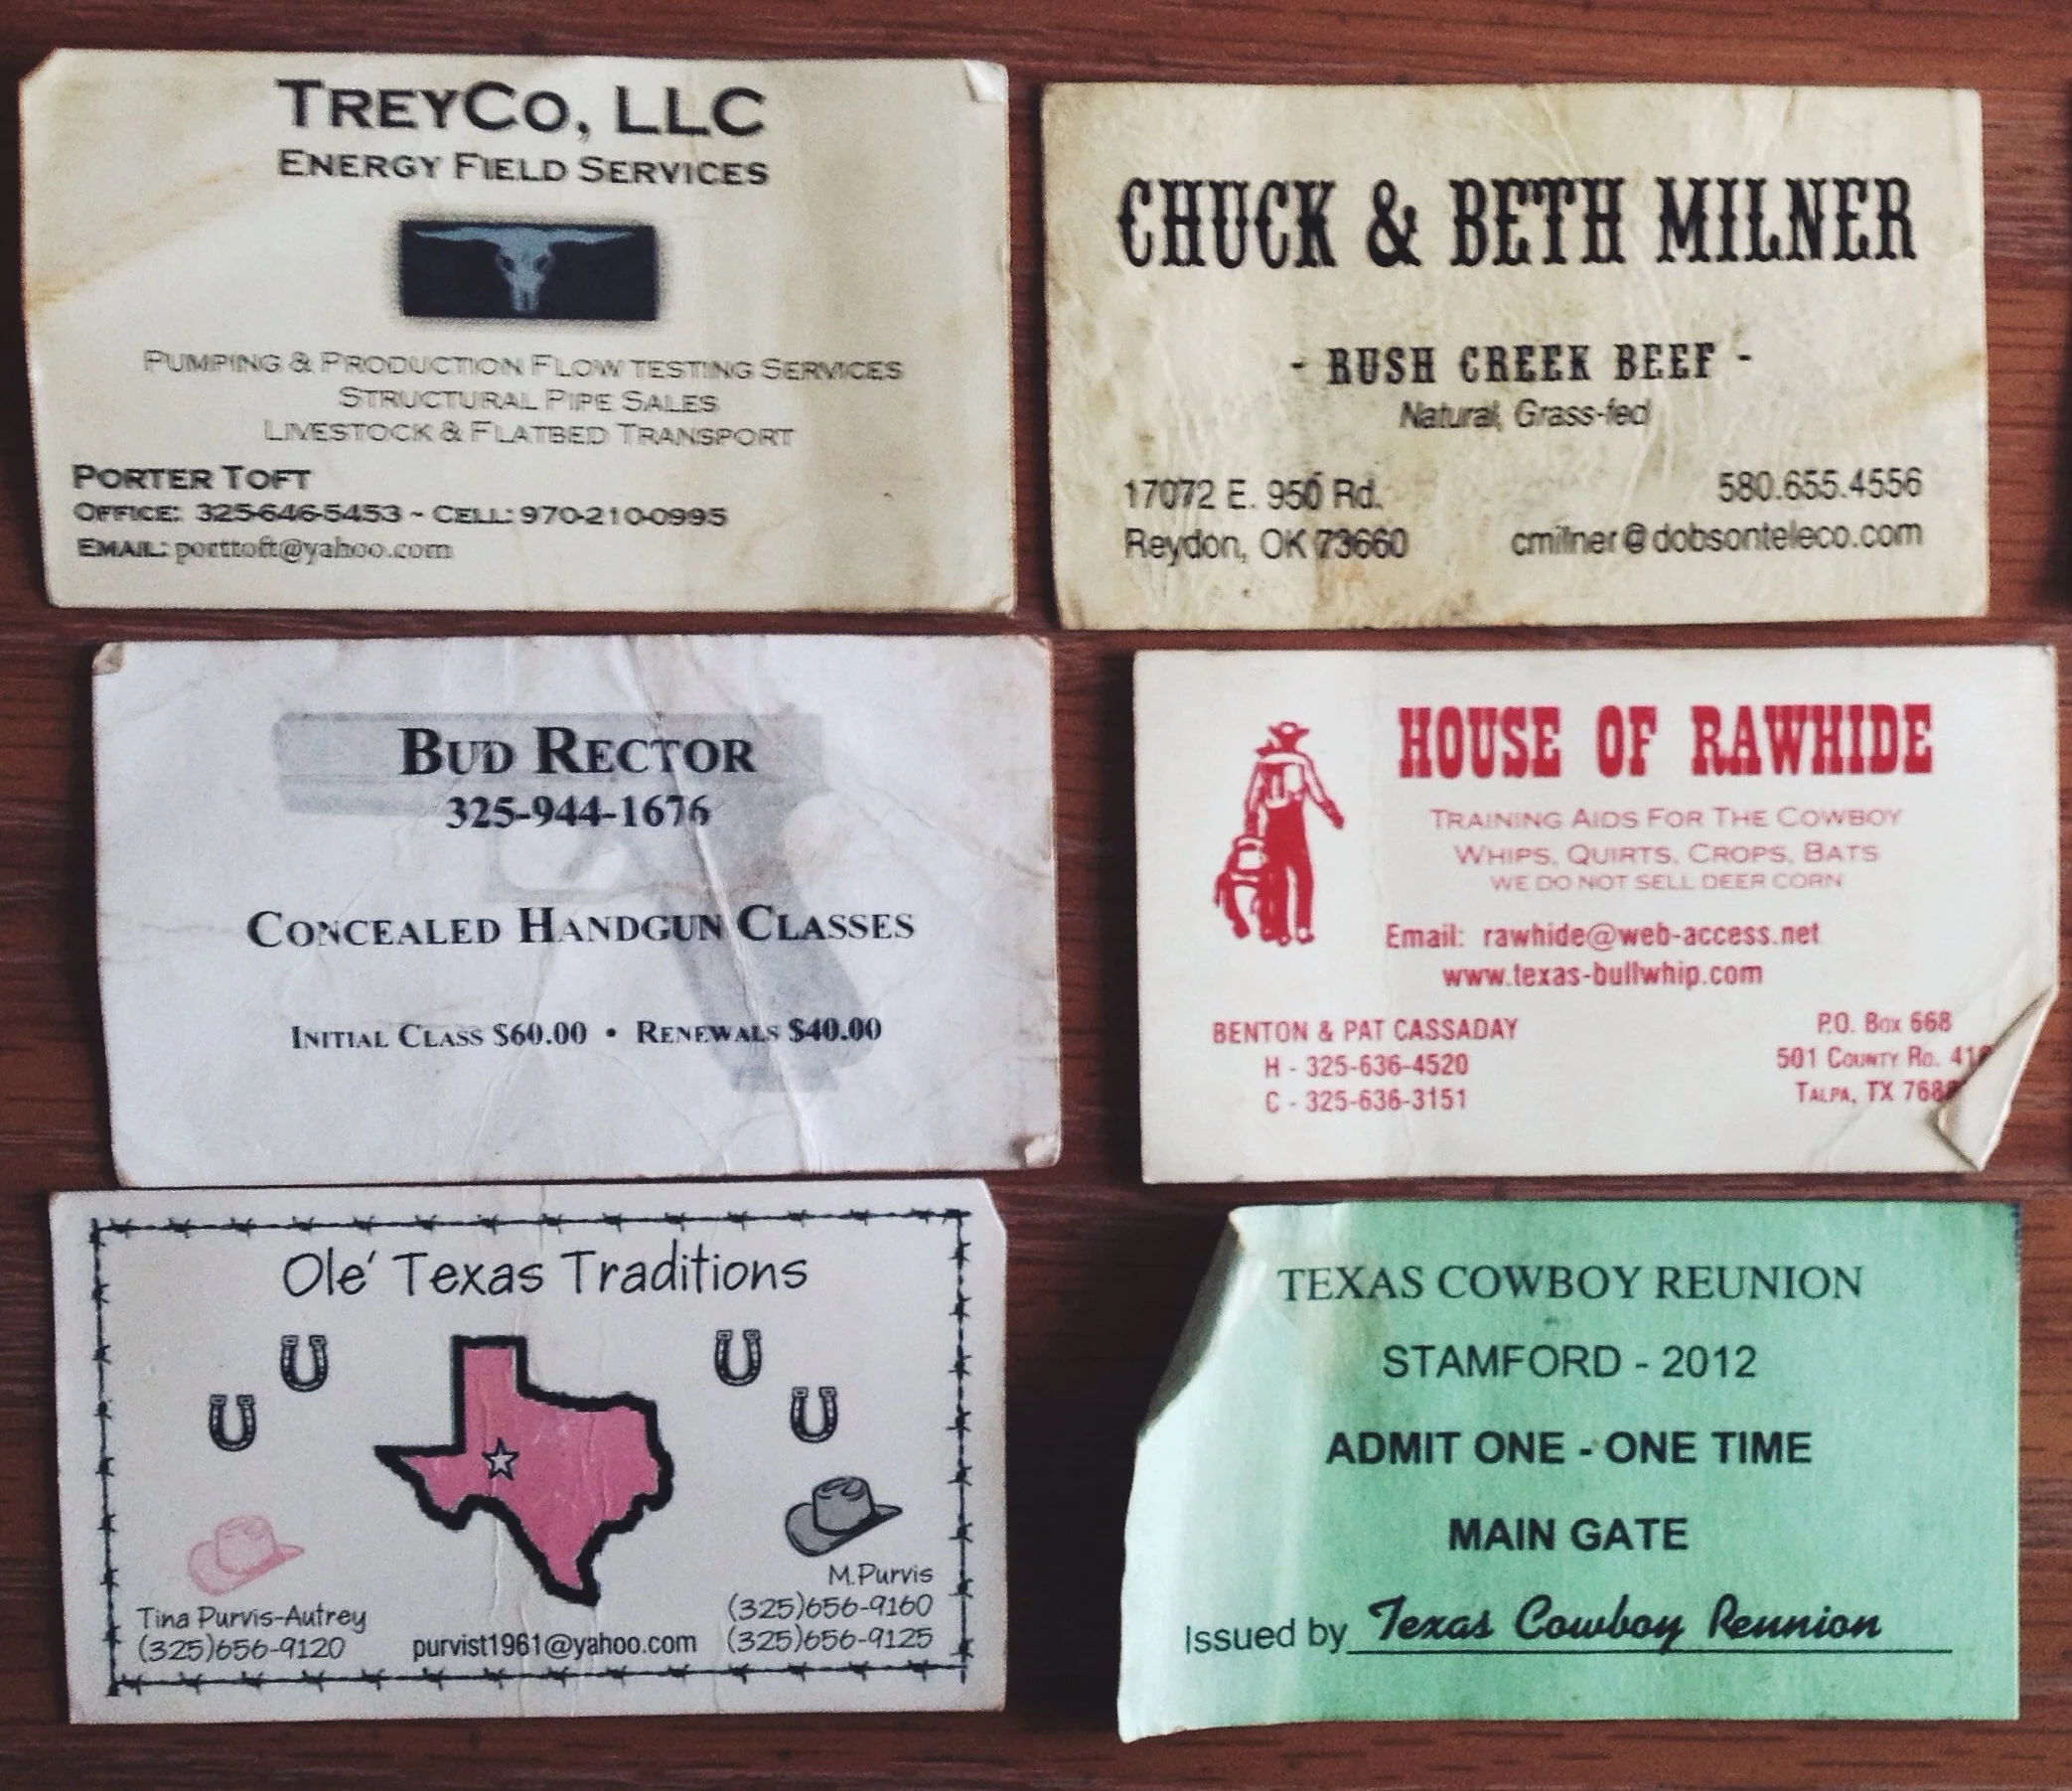 TREYCO, LLC
ENERGY FIELD SERVICES
PUMPING & PRODUCTION FLOW TESTING SERVICES
STRUCTURAL PIPE SALES
LIVESTOCK & FLATBED TRANSPORT
PORTER TOFT
OFFICE: 325-646-5453 ~ CELL: 970-210-0995
EMAIL: porttoft@yahoo.com
CHUCK & BETH MILNER
- RUSH CREEK BEEF -
Natural, Grass-fed
17072 E. 950 Rd.
Reydon, OK 73660
580.655.4556
cmilner@dobsonteleco.com
BUD RECTOR
325-944-1676
CONCEALED HANDGUN CLASSES
INITIAL CLASS $60.00 • RENEWALS $40.00
HOUSE OF RAWHIDE
TRAINING AIDS FOR THE COWBOY
WHIPS, QUIRTS, CROPS, BATS
WE DO NOT SELL DEER CORN
Email: rawhide@web-access.net
www.texas-bullwhip.com
BENTON & PAT CASSADAY
H - 325-636-4520
C - 325-636-3151
P.O. BOX 668
501 COUNTY RD.
TALPA, TX
Ole' Texas Traditions
Tina Purvis-Autrey
(325)656-9120
purvist1961@yahoo.com
M.Purvis
(325)656-9160
(325)656-9125
TEXAS COWBOY REUNION
STAMFORD - 2012
ADMIT ONE - ONE TIME
MAIN GATE
Issued by Texas Cowboy Reunion